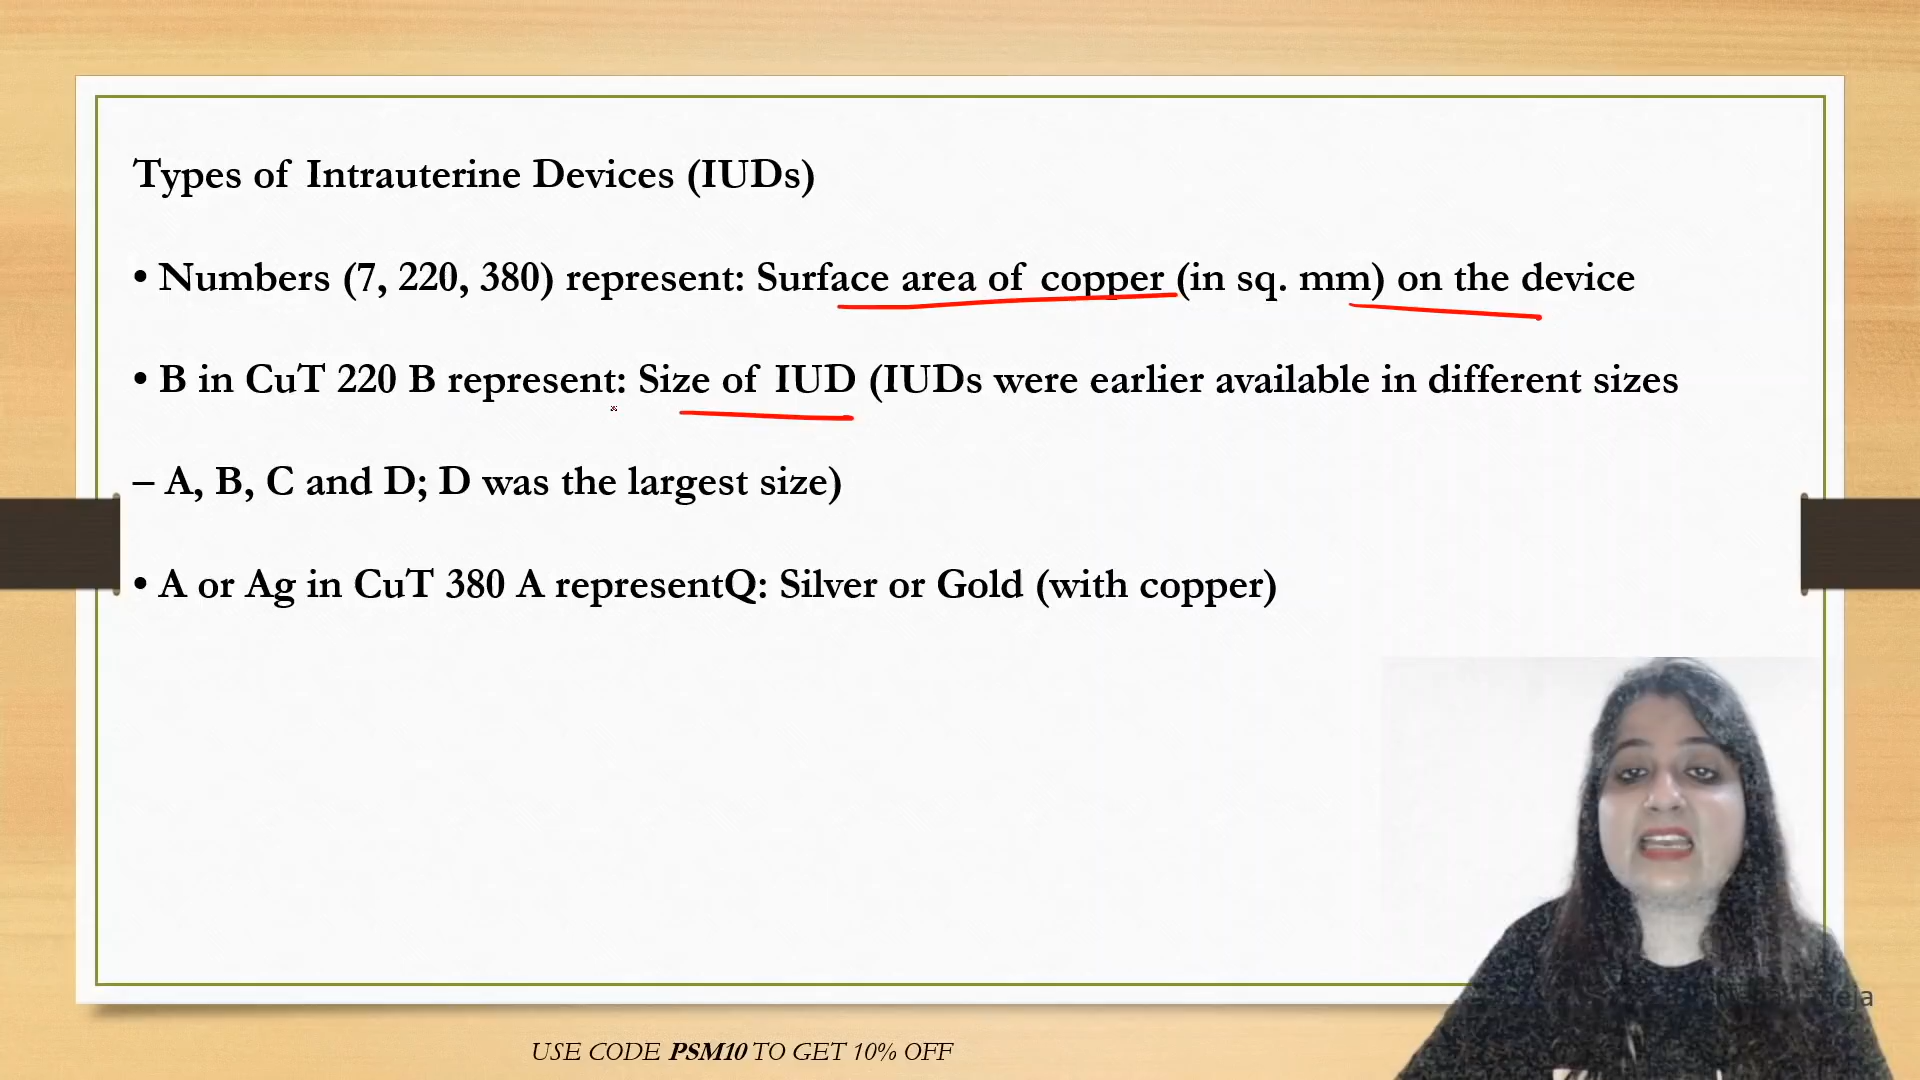 Types of Intrauterine Devices (IUDs)
• Numbers (7, 220, 380) represent: Surface area of copper (in sq. mm) on the device
• B in CuT 220 B represent: Size of IUD (IUDs were earlier available in different sizes
– A, B, C and D; D was the largest size)
• A or Ag in CuT 380 A representQ: Silver or Gold (with copper)
USE CODE PSM10 TO GET 10% OFF